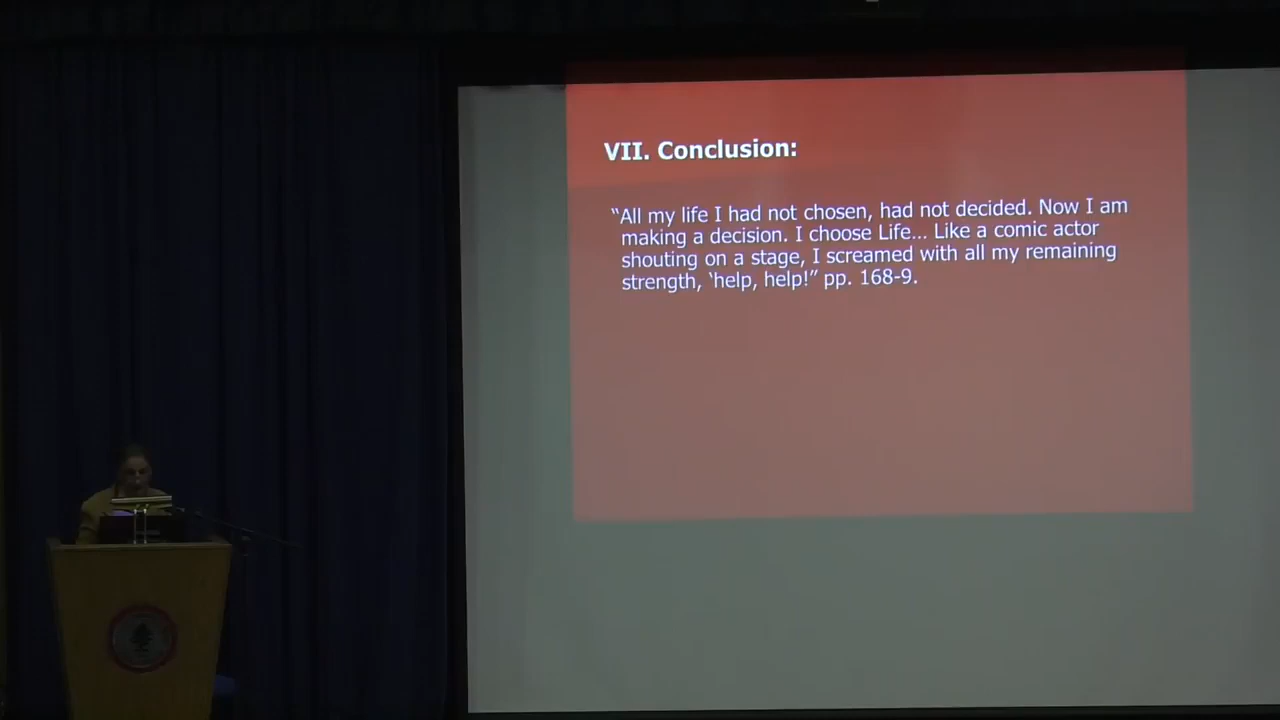 VII. Conclusion:
“All my life I had not chosen, had not decided. Now I am
making a decision. I choose Life... Like a comic actor
shouting on a stage, I screamed with all my remaining
strength, ‘help, help!” pp. 168-9.